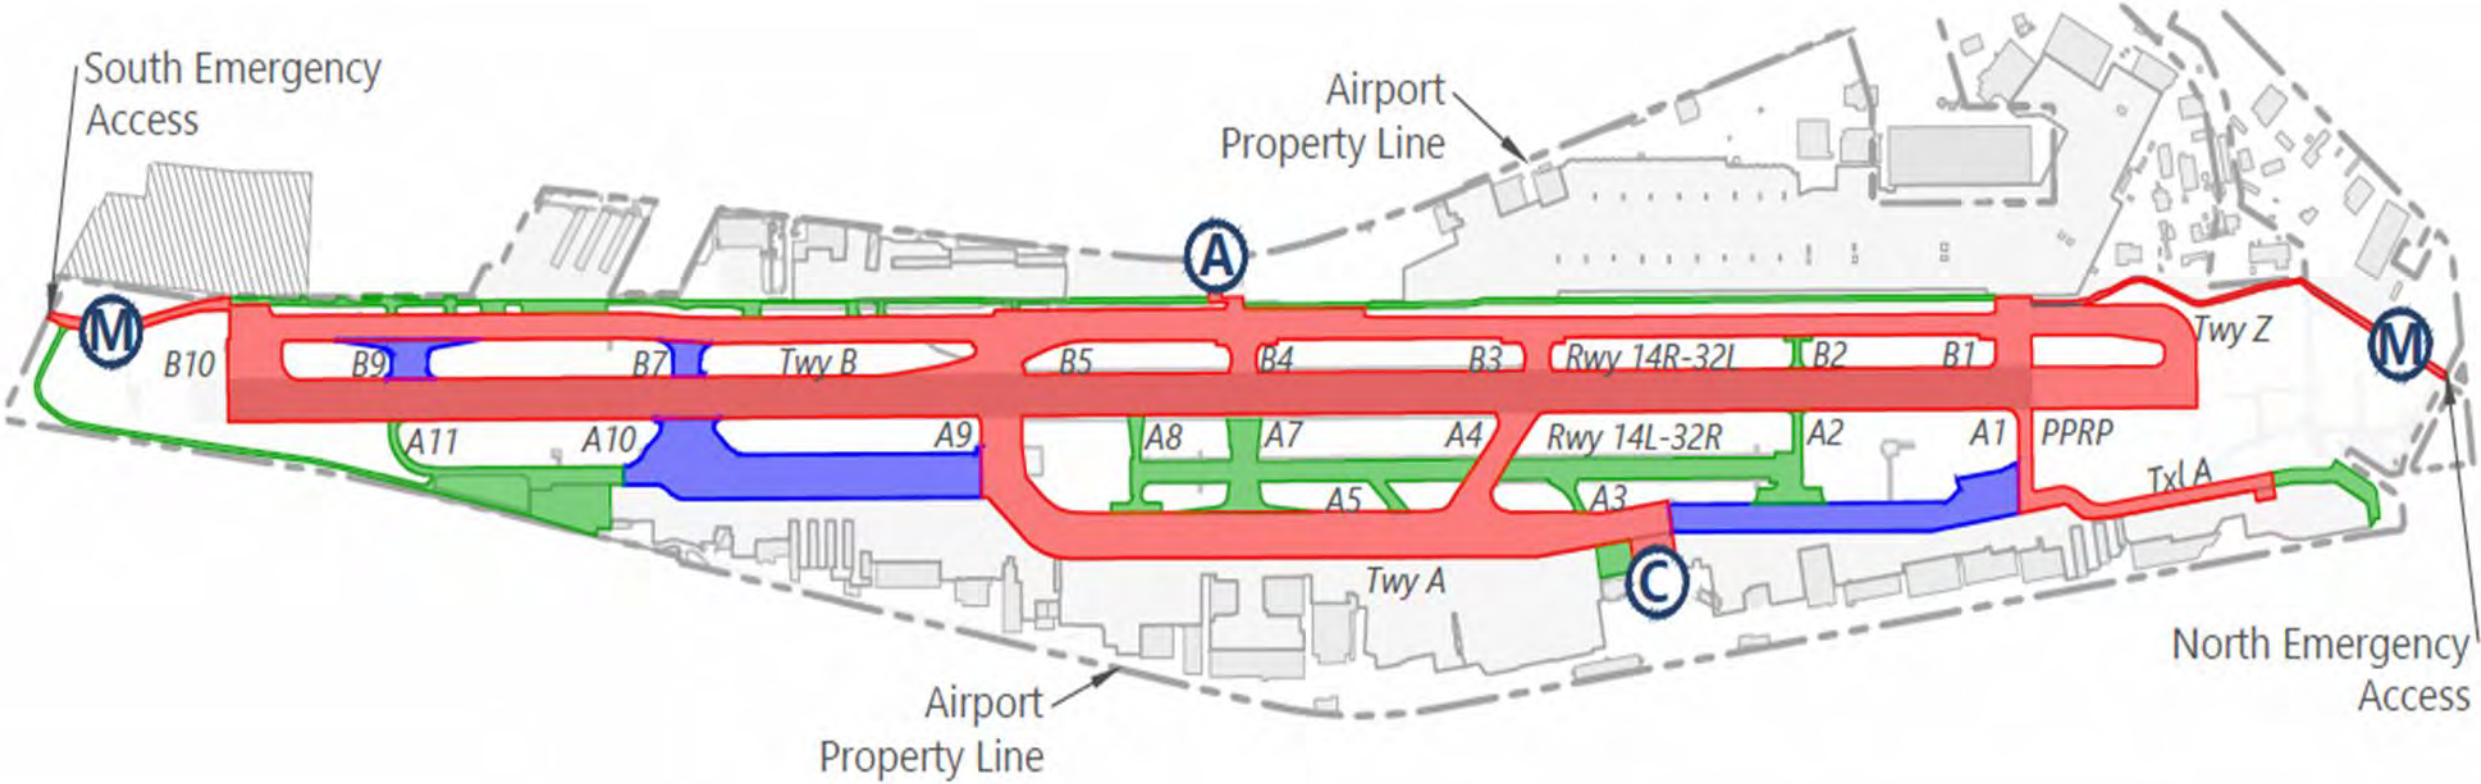 South Emergency
Access
Airport
Property Line
A
M
M
Twy Z
B10
B9
B7
Twy B
B5
B4
B3
Rwy 14R-32L
B2
B1
A11
A10
A9
A8
A7
A4
Rwy 14L-32R
A2
A1
PPRP
A5
A3
Txl A
Twy A
C
North Emergency
Access
Airport
Property Line